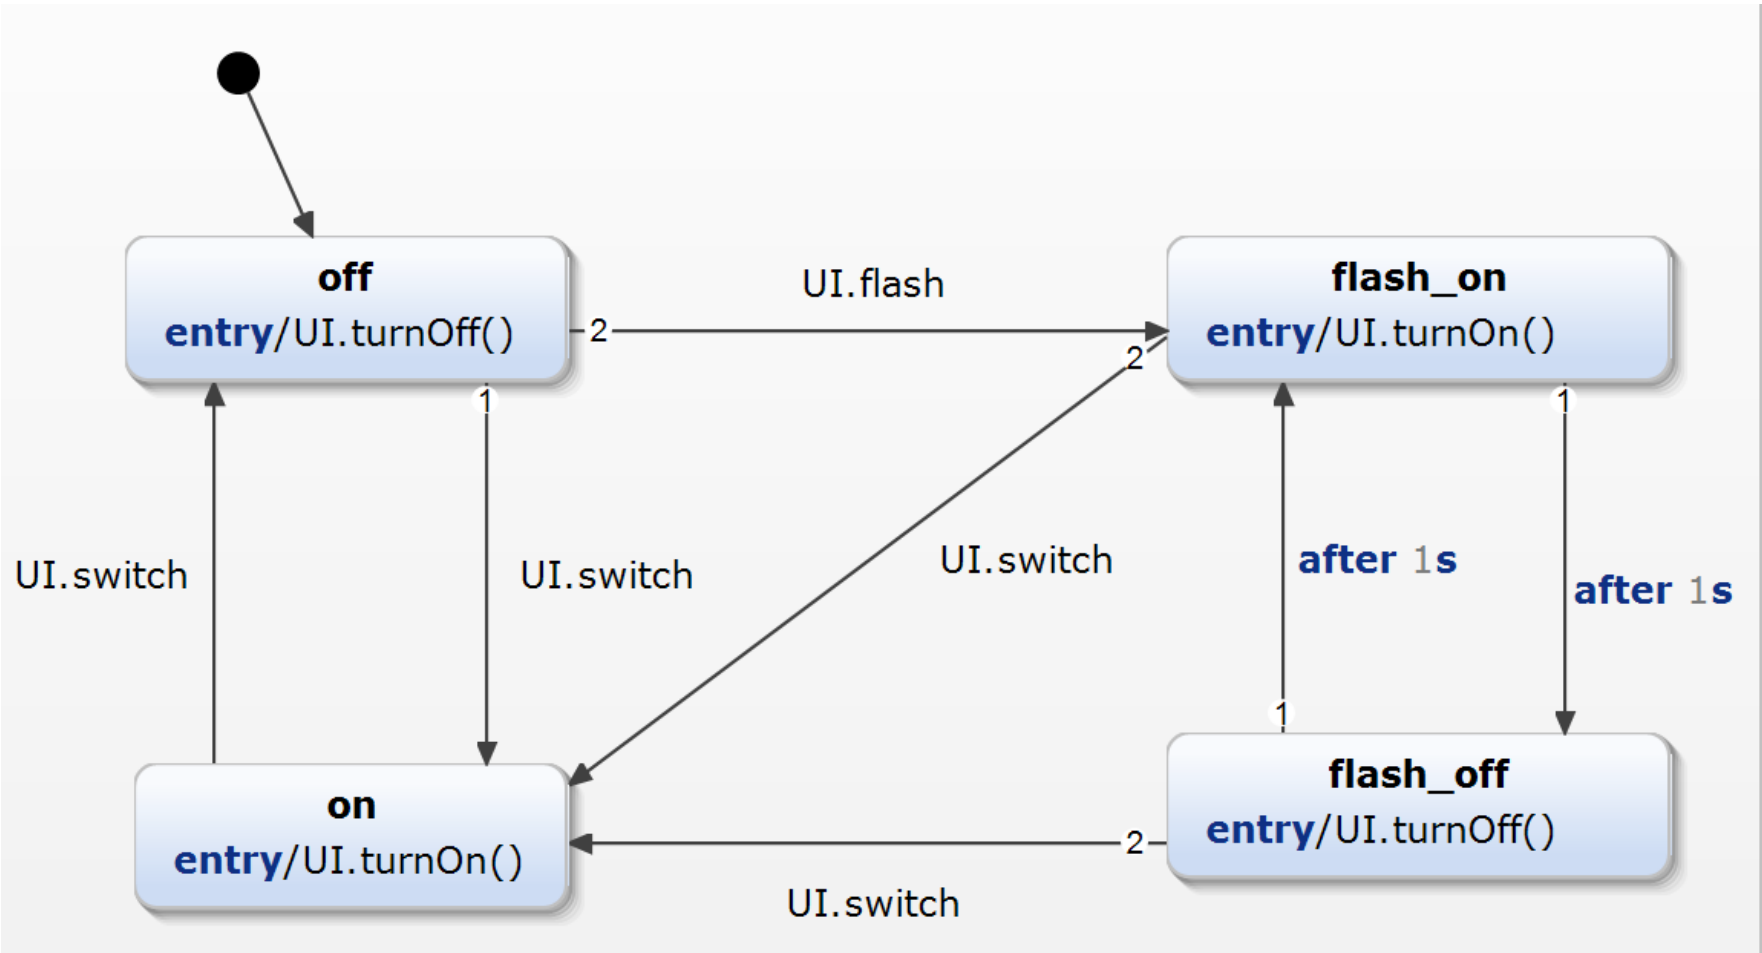 off
entry/UI.turnOff()
UI.flash
2
flash_on
entry/UI.turnOn()
2
1
1
UI.switch
UI.switch
UI.switch
after 1s
after 1s
1
on
entry/UI.turnOn()
flash_off
entry/UI.turnOff()
2
UI.switch